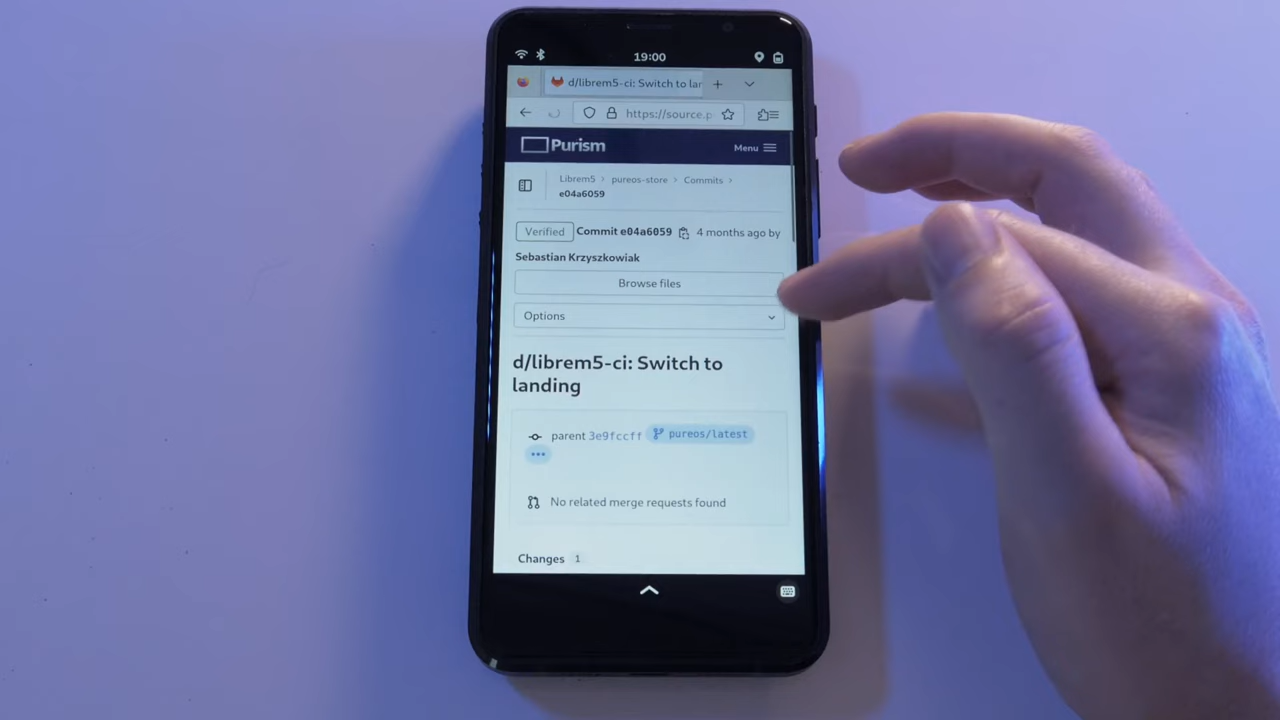 19:00
d/librem5-ci: Switch to lar
https://source.p
Purism
Menu
Librem5 > pureos-store > Commits >
e04a6059
Verified Commit e04a6059 4 months ago by
Sebastian Krzyszkowiak
Browse files
Options
d/librem5-ci: Switch to
landing
parent 3e9fccff pureos/latest
No related merge requests found
Changes 1